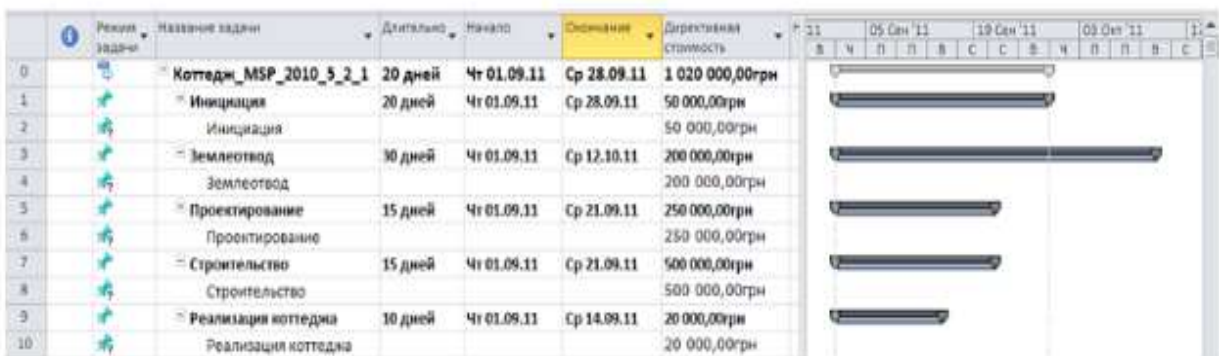 Режим задачи Название задачи Длительно Начало Окончание Директивная стоимость 11 05 Сен '11 19 Сен '11 03 Окт '11
В Ч П П В С С В Ч П П В С
0 Коттедж_MSP_2010_5_2_1 20 дней Чт 01.09.11 Ср 28.09.11 1 020 000,00грн
1 Инициация 20 дней Чт 01.09.11 Ср 28.09.11 50 000,00грн
2 Инициация 50 000,00грн
3 Землеотвод 30 дней Чт 01.09.11 Ср 12.10.11 200 000,00грн
4 Землеотвод 200 000,00грн
5 Проектирование 15 дней Чт 01.09.11 Ср 21.09.11 250 000,00грн
6 Проектирование 250 000,00грн
7 Строительство 15 дней Чт 01.09.11 Ср 21.09.11 500 000,00грн
8 Строительство 500 000,00грн
9 Реализация коттеджа 10 дней Чт 01.09.11 Ср 14.09.11 20 000,00грн
10 Реализация коттеджа 20 000,00грн